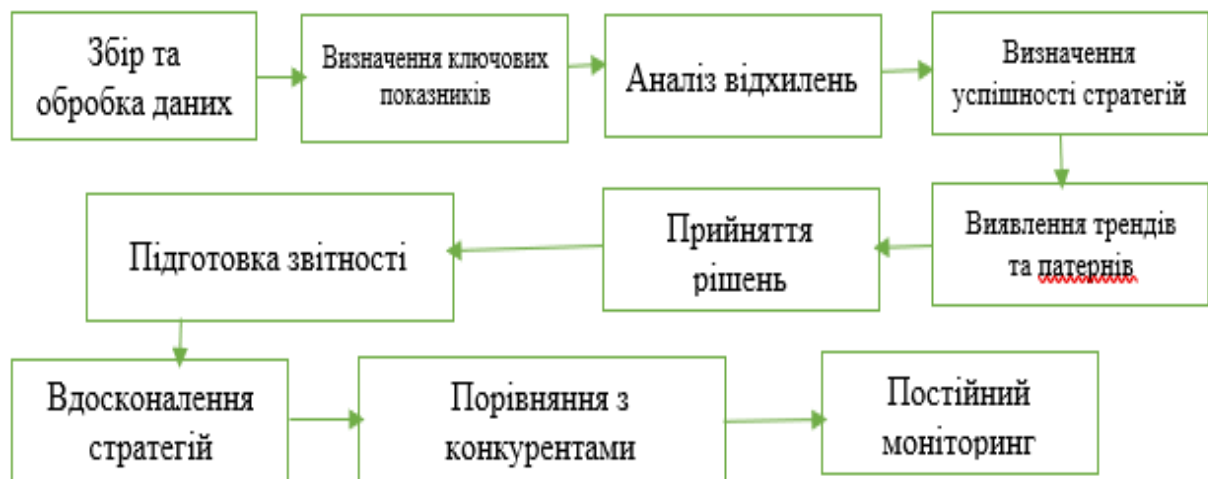 Збір та
обробка даних
Визначення ключових
показників
Аналіз відхилень
Визначення
успішності стратегій
Виявлення трендів
та патернів
Прийняття
рішень
Підготовка звітності
Вдосконалення
стратегій
Порівняння з
конкурентами
Постійний
моніторинг